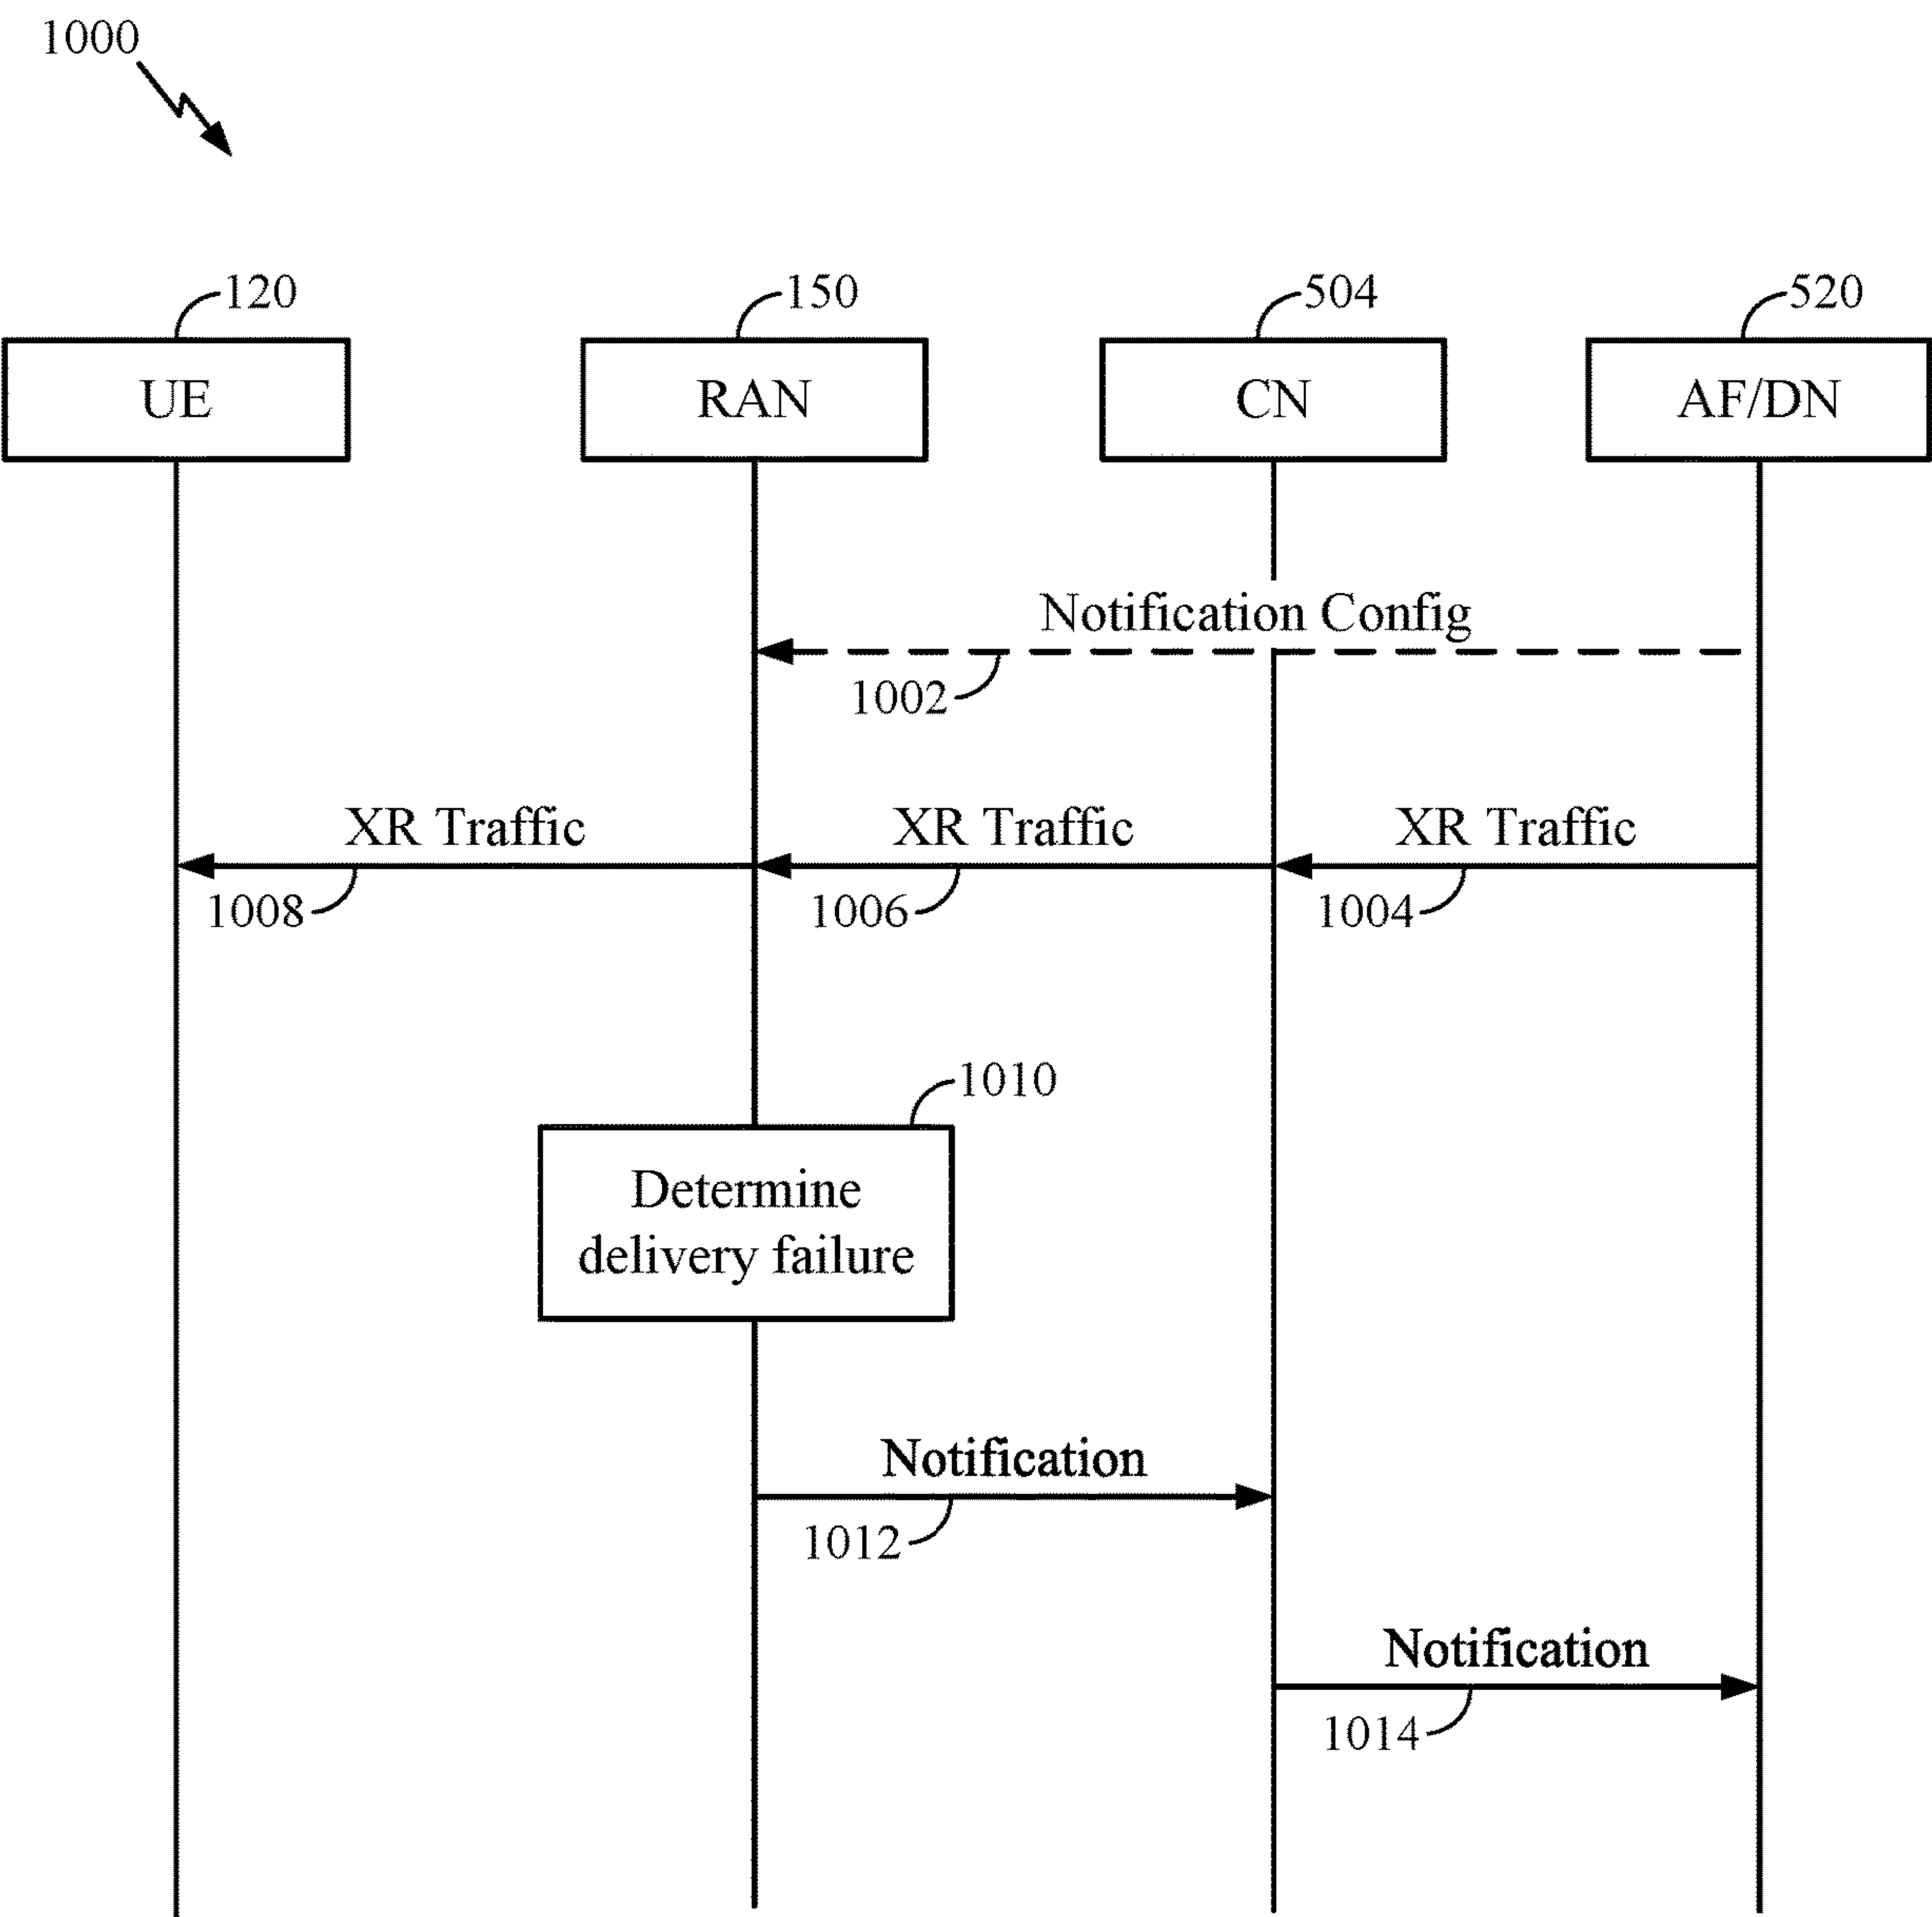 1000
120
150
504
520
UE
RAN
CN
AF/DN
Notification Config
1002
XR Traffic
XR Traffic
XR Traffic
1008
1006
1004
1010
Determine
delivery failure
Notification
1012
Notification
1014